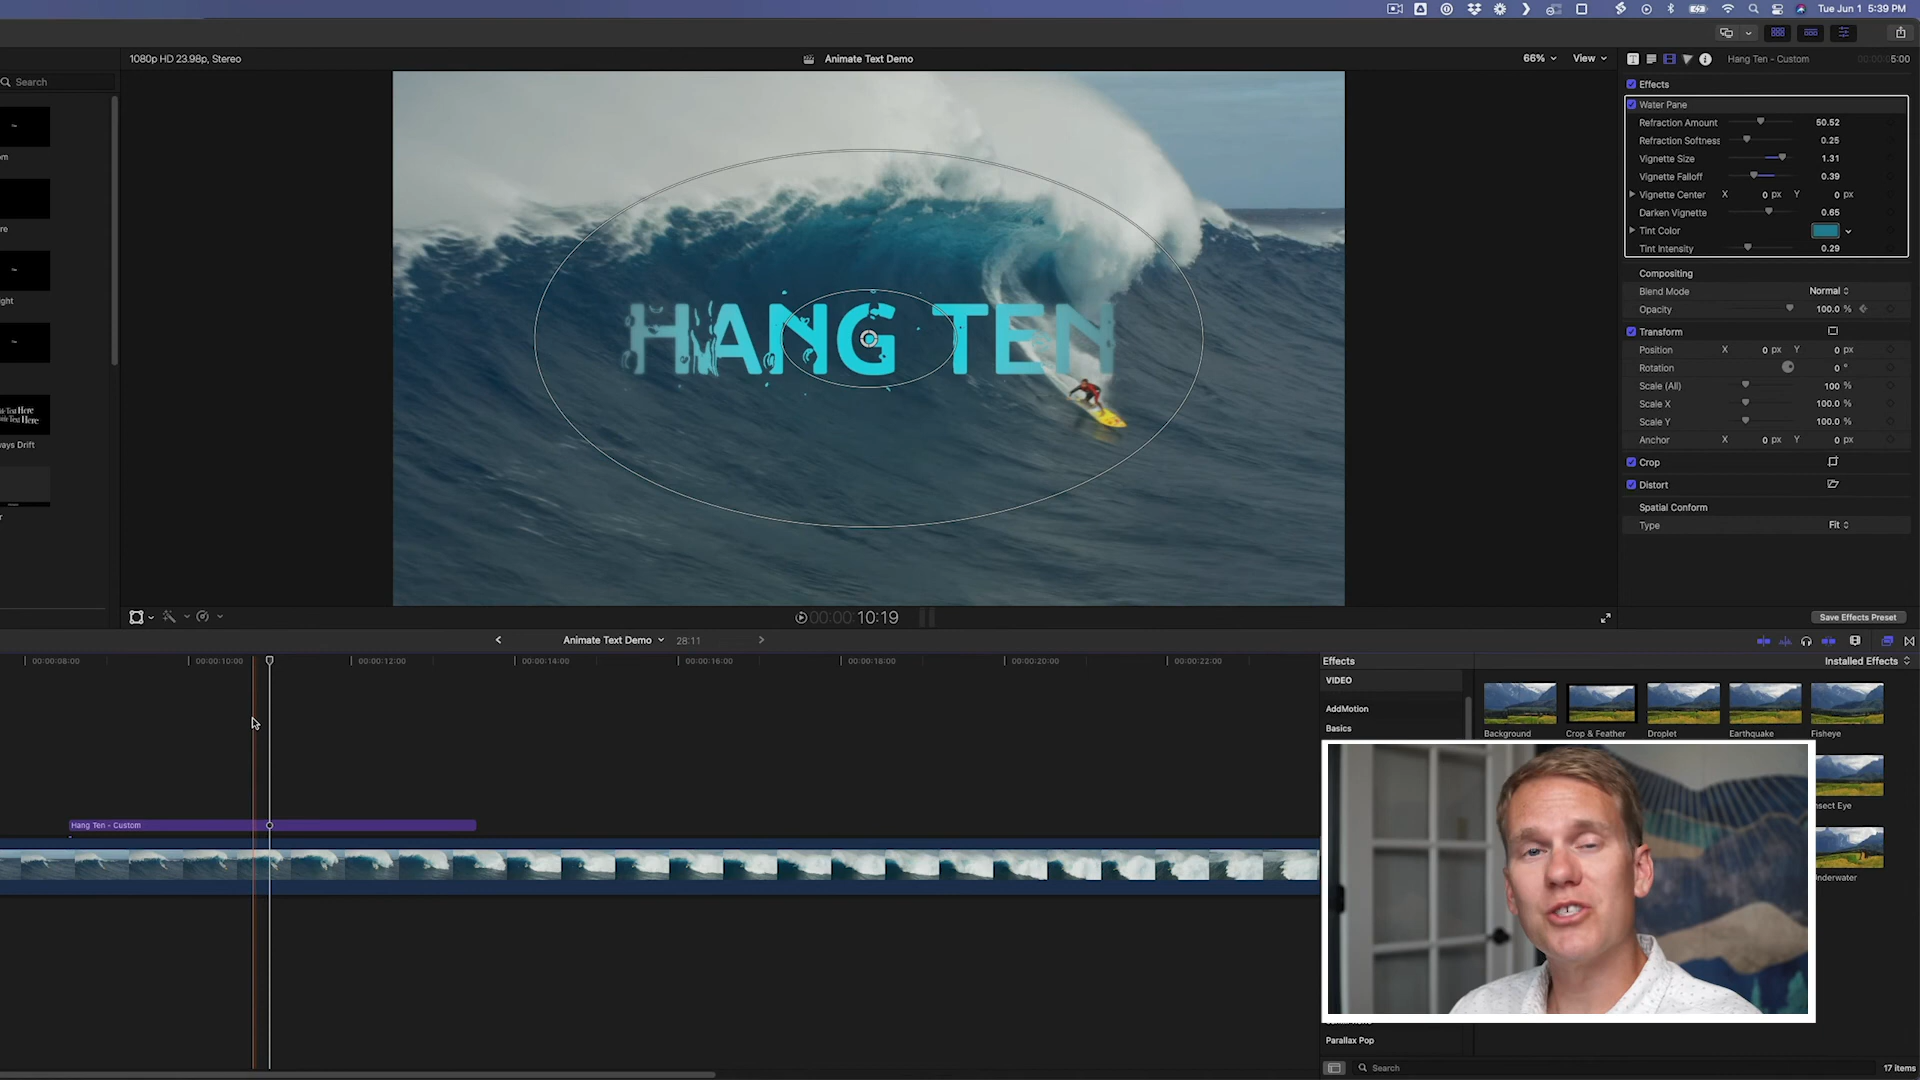 Tue Jun 1 5:39 PM
1080p HD 23.98p, Stereo
Animate Text Demo
66%
View
Hang Ten - Custom
5:00
Search
om
re
ight
ays Drift
r
HANG TEN
Effects
Water Pane
Refraction Amount 50.52
Refraction Softness 0.25
Vignette Size 1.31
Vignette Falloff 0.39
Vignette Center X 0 px Y 0 px
Darken Vignette 0.65
Tint Color
Tint Intensity 0.29
Compositing
Blend Mode Normal
Opacity 100.0 %
Transform
Position X 0 px Y 0 px
Rotation 0 °
Scale (All) 100 %
Scale X 100.0 %
Scale Y 100.0 %
Anchor X 0 px Y 0 px
Crop
Distort
Spatial Conform
Type Fit
00:00:00:10:19
Save Effects Preset
Animate Text Demo 28:11
00:00:08:00 00:00:10:00 00:00:12:00 00:00:14:00 00:00:16:00 00:00:18:00 00:00:20:00 00:00:22:00
Hang Ten - Custom
Effects
Installed Effects
VIDEO
AddMotion
Basics
Background Crop & Feather Droplet Earthquake Fisheye
nsect Eye
Underwater
Parallax Pop
Search
17 items